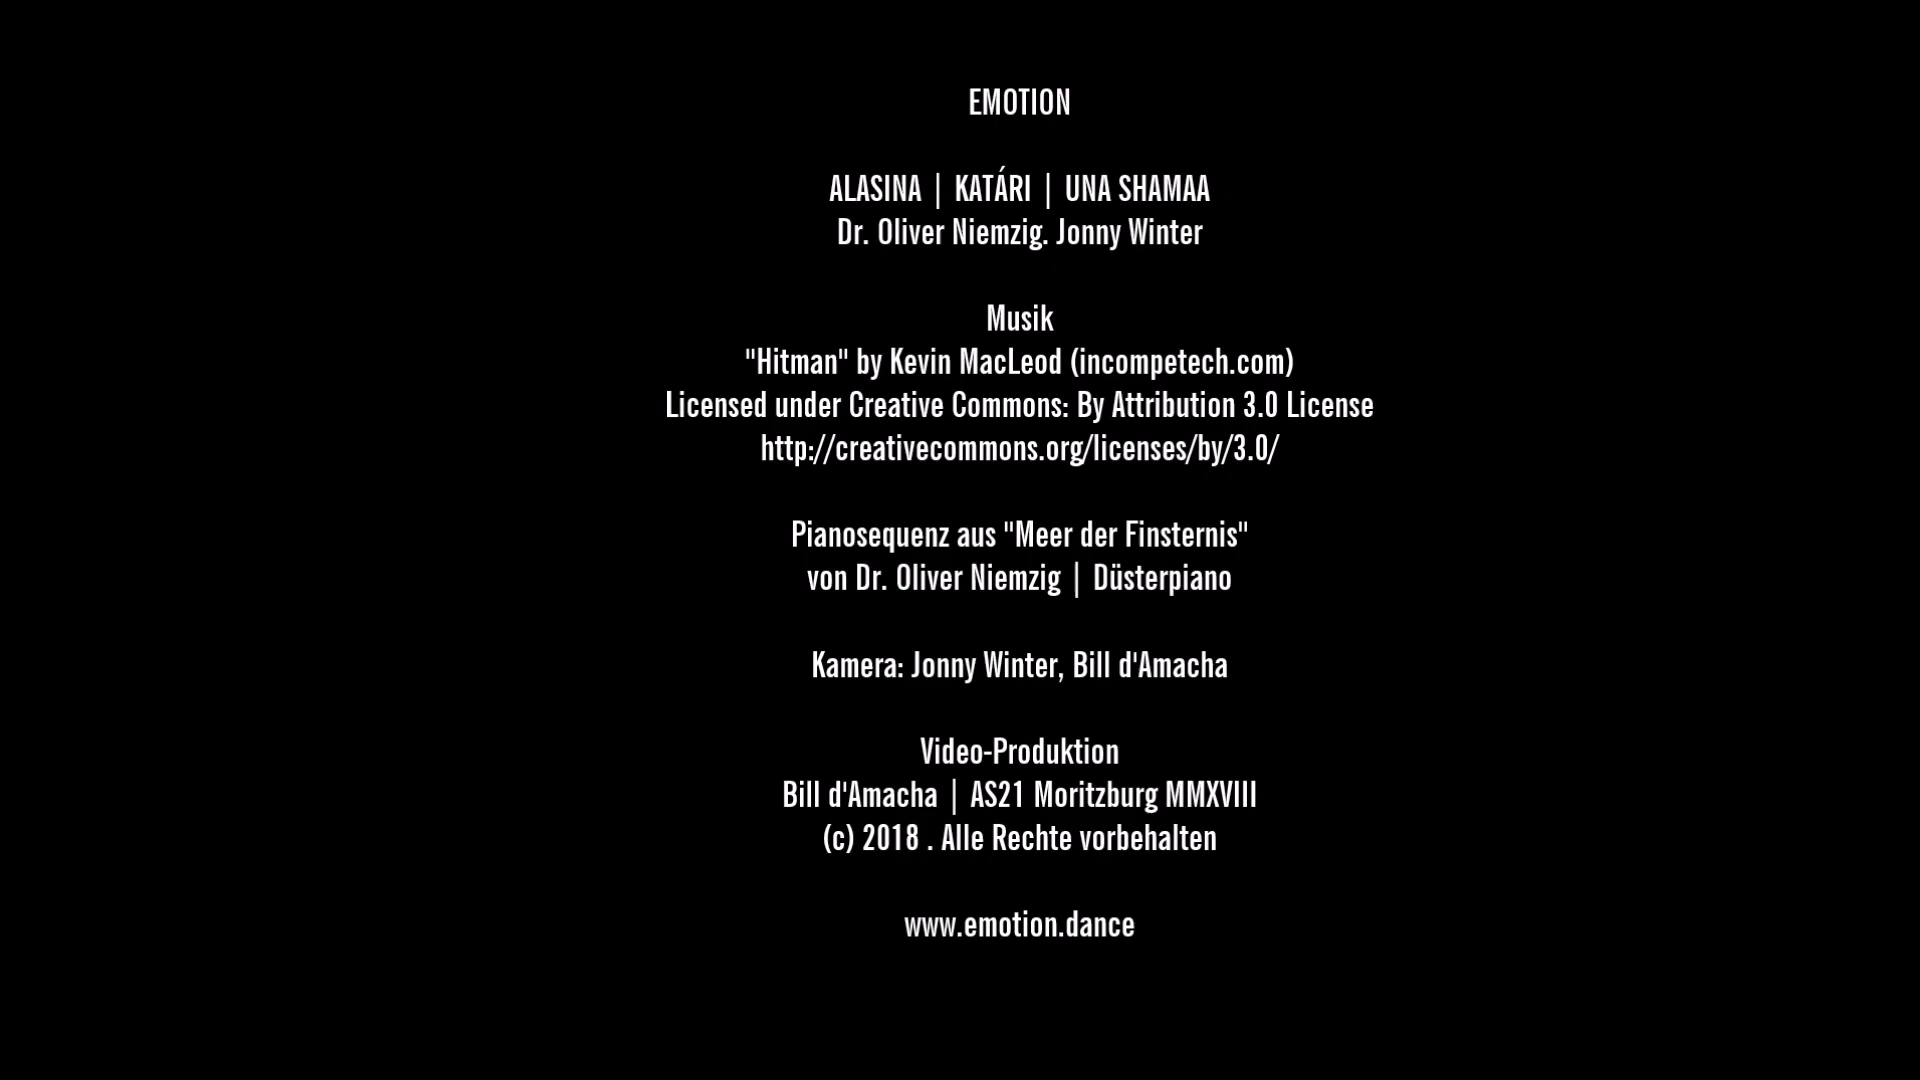 EMOTION
ALASINA | KATÁRI | UNA SHAMAA
Dr. Oliver Niemzig. Jonny Winter
Musik
"Hitman" by Kevin MacLeod (incompetech.com)
Licensed under Creative Commons: By Attribution 3.0 License
http://creativecommons.org/licenses/by/3.0/
Pianosequenz aus "Meer der Finsternis"
von Dr. Oliver Niemzig | Düsterpiano
Kamera: Jonny Winter, Bill d'Amacha
Video-Produktion
Bill d'Amacha | AS21 Moritzburg MMXVIII
(c) 2018 . Alle Rechte vorbehalten
www.emotion.dance